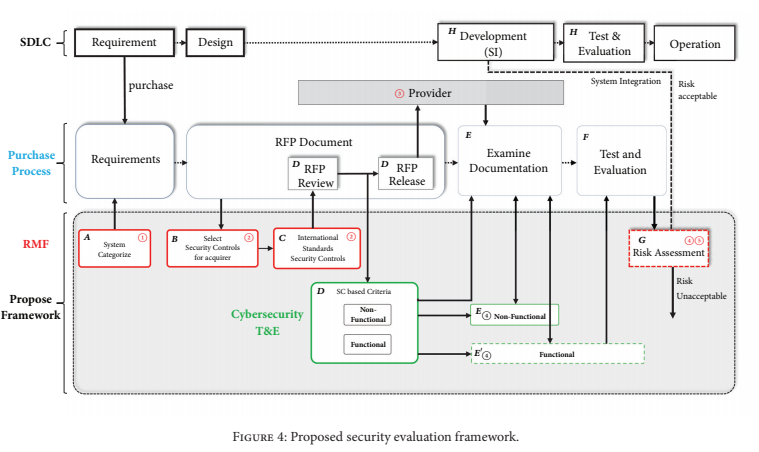 SDLC
Requirement
Design
H Development
(SI)
H Test &
Evaluation
Operation
purchase
System Integration
Risk
acceptable
③ Provider
Purchase
Process
Requirements
RFP Document
D RFP
Review
D RFP
Release
E
Examine
Documentation
F
Test and
Evaluation
RMF
A ①
System
Categorize
B ②
Select
Security Controls
for acquirer
C ②
International
Standards
Security Controls
G ④⑤
Risk Assessment
Risk
Unacceptable
Propose
Framework
Cybersecurity
T&E
D SC based Criteria
Non-
Functional
Functional
E④ Non-Functional
E'④ Functional
FIGURE 4: Proposed security evaluation framework.